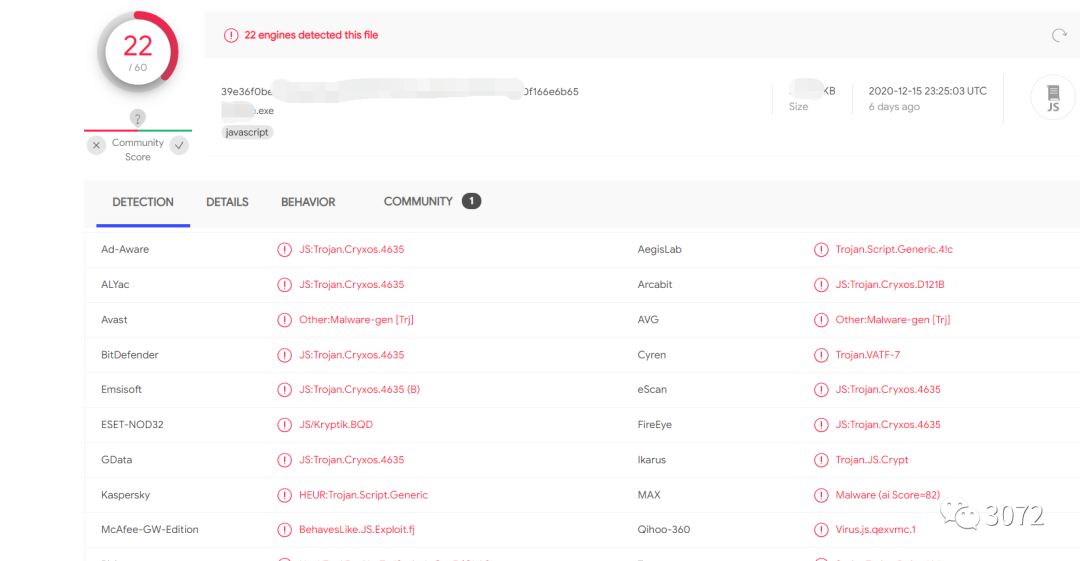 22
/ 60
?
Community
Score
22 engines detected this file
39e36f0be
0f166e6b65
.exe
javascript
KB
Size
2020-12-15 23:25:03 UTC
6 days ago
JS
DETECTION DETAILS BEHAVIOR COMMUNITY 1
Ad-Aware JS:Trojan.Cryxos.4635 AegisLab Trojan.Script.Generic.4!c
ALYac JS:Trojan.Cryxos.4635 Arcabit JS:Trojan.Cryxos.D121B
Avast Other:Malware-gen [Trj] AVG Other:Malware-gen [Trj]
BitDefender JS:Trojan.Cryxos.4635 Cyren Trojan.VATF-7
Emsisoft JS:Trojan.Cryxos.4635 (B) eScan JS:Trojan.Cryxos.4635
ESET-NOD32 JS/Kryptik.BQD FireEye JS:Trojan.Cryxos.4635
GData JS:Trojan.Cryxos.4635 Ikarus Trojan.JS.Crypt
Kaspersky HEUR:Trojan.Script.Generic MAX Malware (ai Score=82)
McAfee-GW-Edition BehavesLike.JS.Exploit.fj Qihoo-360 Virus.js.qexvmc.1
3072